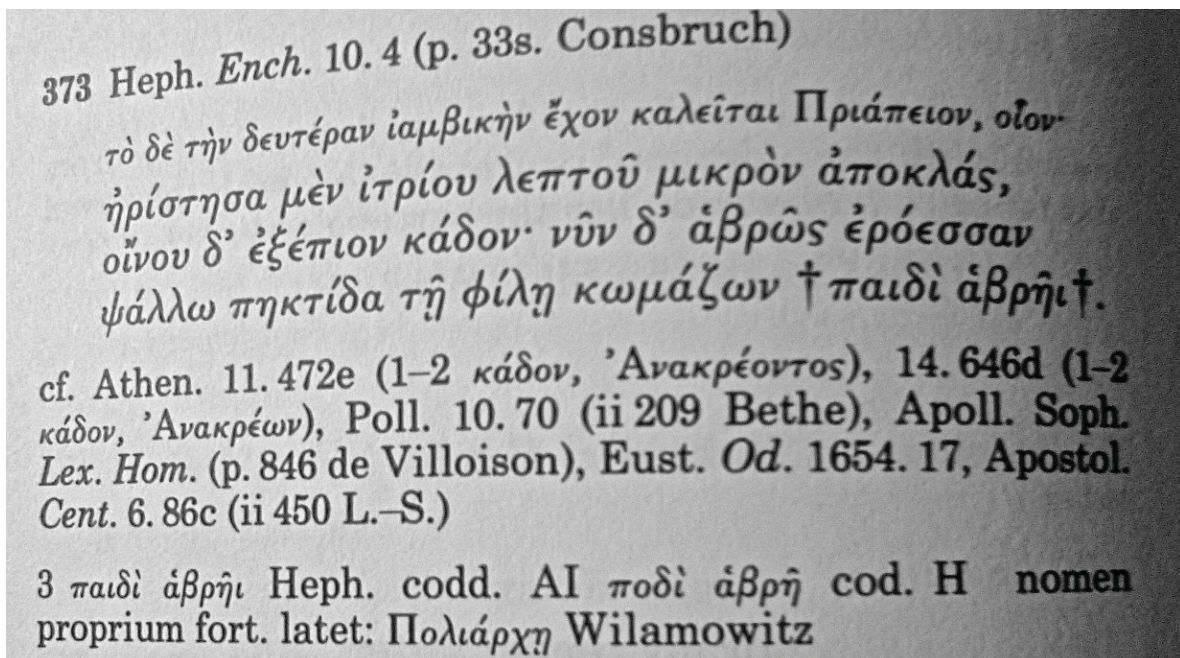 373 Heph. Ench. 10. 4 (p. 33s. Consbruch)
τὸ δὲ τὴν δευτέραν ἰαμβικὴν ἔχον καλεῖται Πριάπειον, οἷον·
ἠρίστησα μὲν ἰτρίου λεπτοῦ μικρὸν ἀποκλάς,
οἴνου δ’ ἐξέπιον κάδον· νῦν δ’ ἁβρῶς ἐρόεσσαν
ψάλλω πηκτίδα τῇ φίλῃ κωμάζων †παιδὶ ἁβρῆι†.
cf. Athen. 11. 472e (1–2 κάδον, Ἀνακρέοντος), 14. 646d (1–2
κάδον, Ἀνακρέων), Poll. 10. 70 (ii 209 Bethe), Apoll. Soph.
Lex. Hom. (p. 846 de Villoison), Eust. Od. 1654. 17, Apostol.
Cent. 6. 86c (ii 450 L.–S.)
3 παιδὶ ἁβρῆι Heph. codd. AI ποδὶ ἁβρῆ cod. H nomen
proprium fort. latet: Πολιάρχῃ Wilamowitz